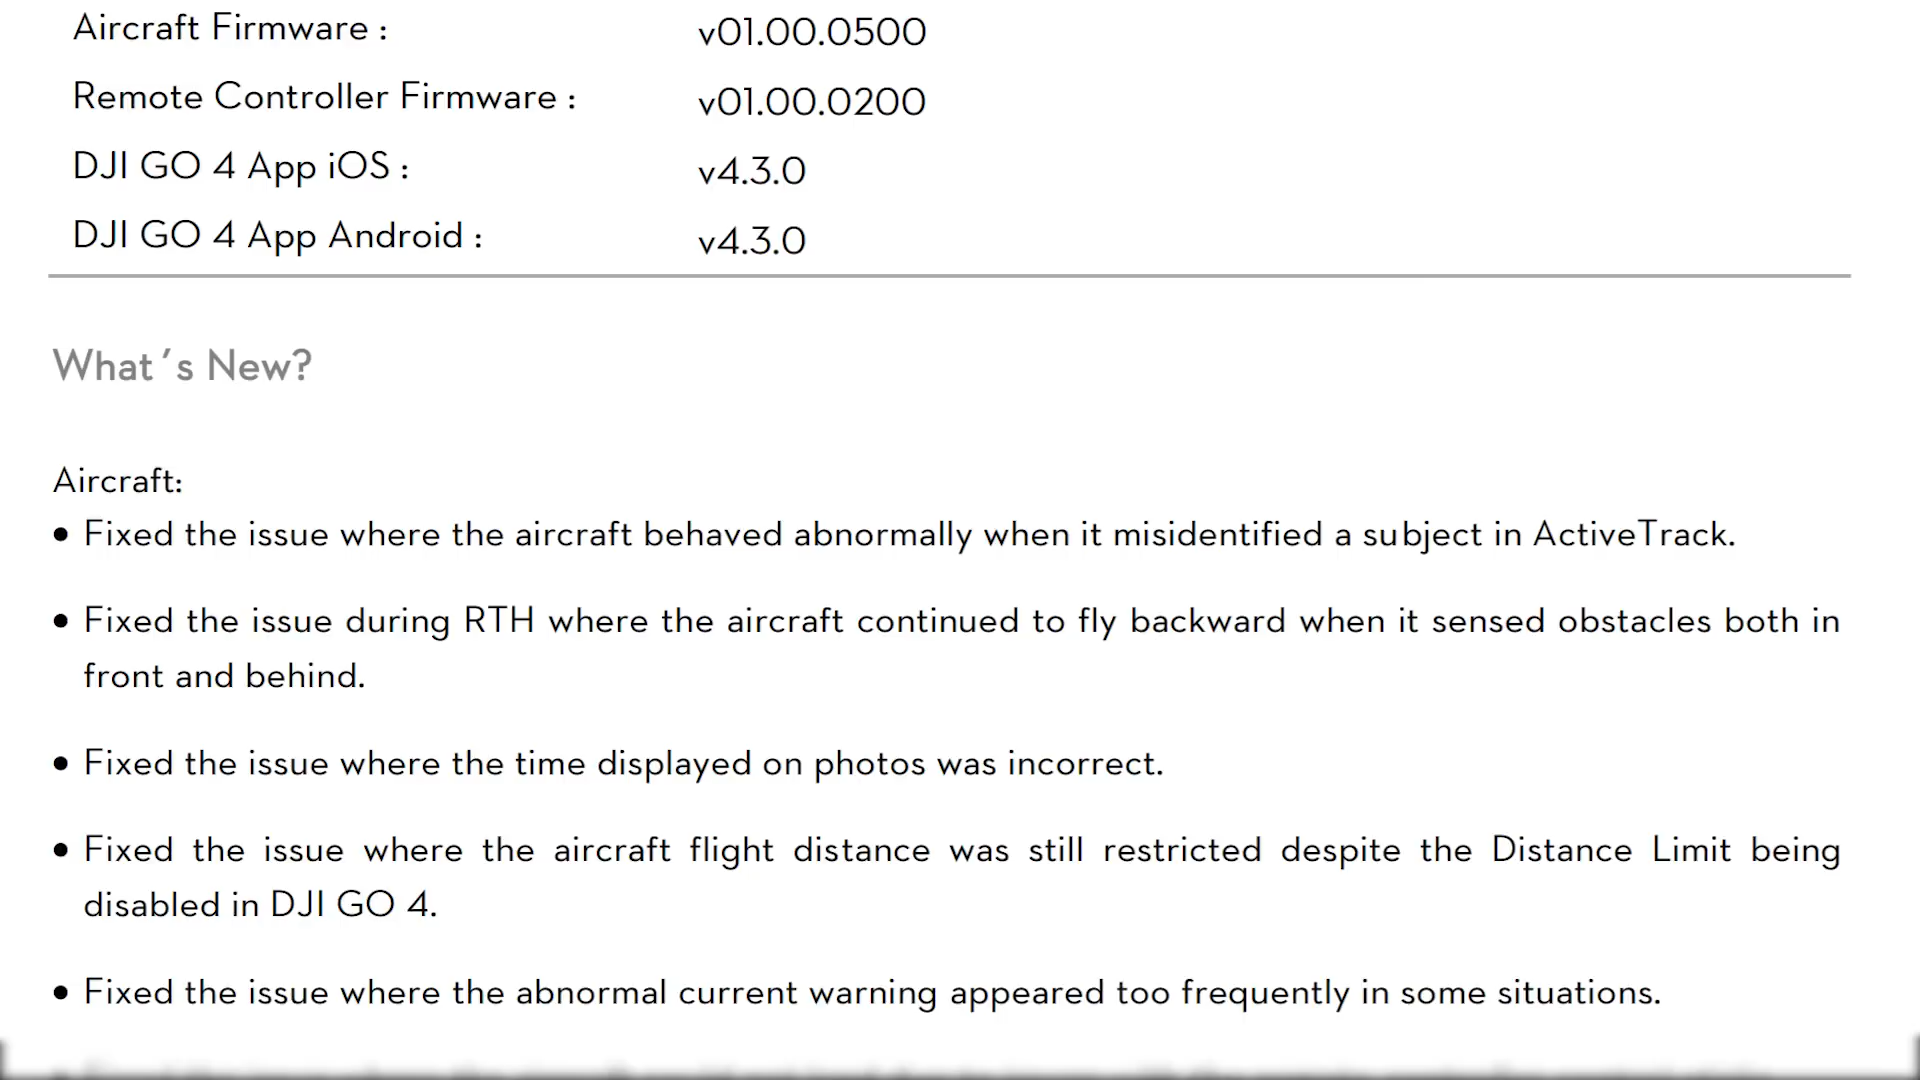 Aircraft Firmware : v01.00.0500
Remote Controller Firmware : v01.00.0200
DJI GO 4 App iOS : v4.3.0
DJI GO 4 App Android : v4.3.0
What´s New?
Aircraft:
• Fixed the issue where the aircraft behaved abnormally when it misidentified a subject in ActiveTrack.
• Fixed the issue during RTH where the aircraft continued to fly backward when it sensed obstacles both in
front and behind.
• Fixed the issue where the time displayed on photos was incorrect.
• Fixed the issue where the aircraft flight distance was still restricted despite the Distance Limit being
disabled in DJI GO 4.
• Fixed the issue where the abnormal current warning appeared too frequently in some situations.